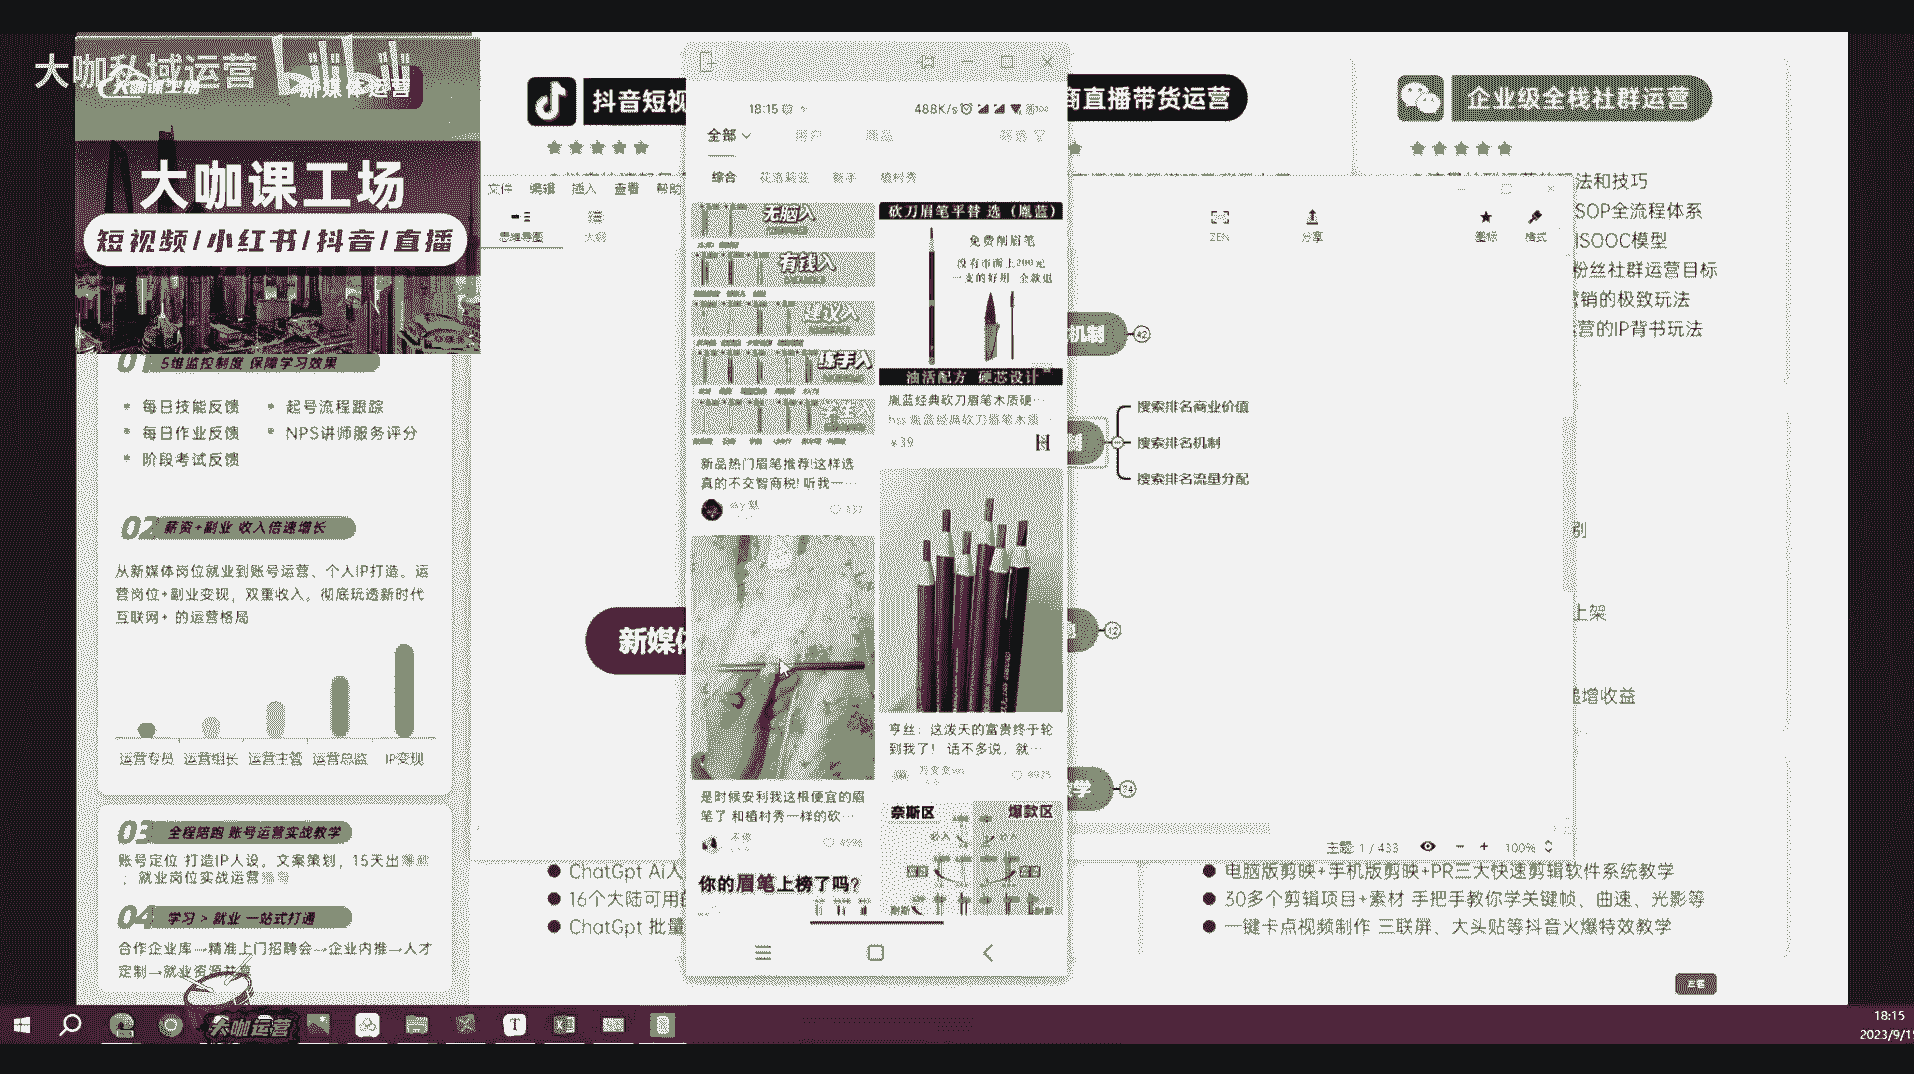 大咖私域运营
大咖课工场
新媒体运营
大咖课工场
短视频/小红书/抖音/直播
01 5维监控制度 保障学习效果
每日技能反馈
起号流程跟踪
每日作业反馈
NPS讲师服务评分
阶段考试反馈
02 薪资+副业 收入倍速增长
从新媒体岗位就业到账号运营、个人IP打造。运
营岗位+副业变现，双重收入。彻底玩透新时代
互联网+ 的运营格局
运营专员 运营组长 运营主管 运营总监 IP变现
03 全程陪跑 账号运营实战教学
账号定位 打造IP人设。文案策划，15天出
，就业岗位实战运营
04 学习 > 就业 一站式打通
合作企业库→精准上门招聘会→企业内推→人才
定制→就业资源共享
大咖运营
抖音短视
商直播带货运营
企业级全栈社群运营
文件 编辑 插入 查看 帮助
思维导图
大纲
ZEN
分享
图标
格式
法和技巧
SOP全流程体系
ISOOC模型
粉丝社群运营目标
营销的极致玩法
运营的IP背书玩法
机制
42
搜索排名商业价值
搜索排名机制
搜索排名流量分配
新媒体
12
学
74
上架
递增收益
主题: 1 / 433
100%
18:15
488K/s
全部
用户
商品
筛选
综合
花洛莉亚
新手
植村秀
无脑入
有钱入
建议入
练手入
学生入
新品热门眉笔推荐!这样选
真的不交智商税! 听我一…
砍刀眉笔平替 选（胤蓝）
免费削眉笔
没有市面上200元
一支的好用 全款退
油活配方 硬芯设计
胤蓝经典砍刀眉笔木质硬…
hss 胤蓝经典砍刀眉笔木质
¥39
亨丝：这泼天的富贵终于轮
到我了！ 话不多说，就…
是时候安利我这根便宜的眉
笔了 和植村秀一样的砍…
你的眉笔上榜了吗?
奈斯区
爆款区
ChatGpt Ai人
16个大陆可用的
ChatGpt 批量
电脑版剪映+手机版剪映+PR三大快速剪辑软件系统教学
30多个剪辑项目+素材 手把手教你学关键帧、曲速、光影等
一键卡点视频制作 三联屏、大头贴等抖音火爆特效教学
18:15
2023/9/1